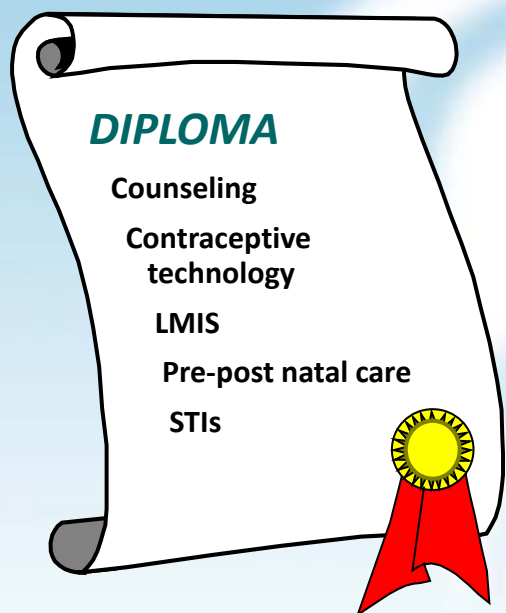 DIPLOMA
Counseling
Contraceptive
technology
LMIS
Pre-post natal care
STIs